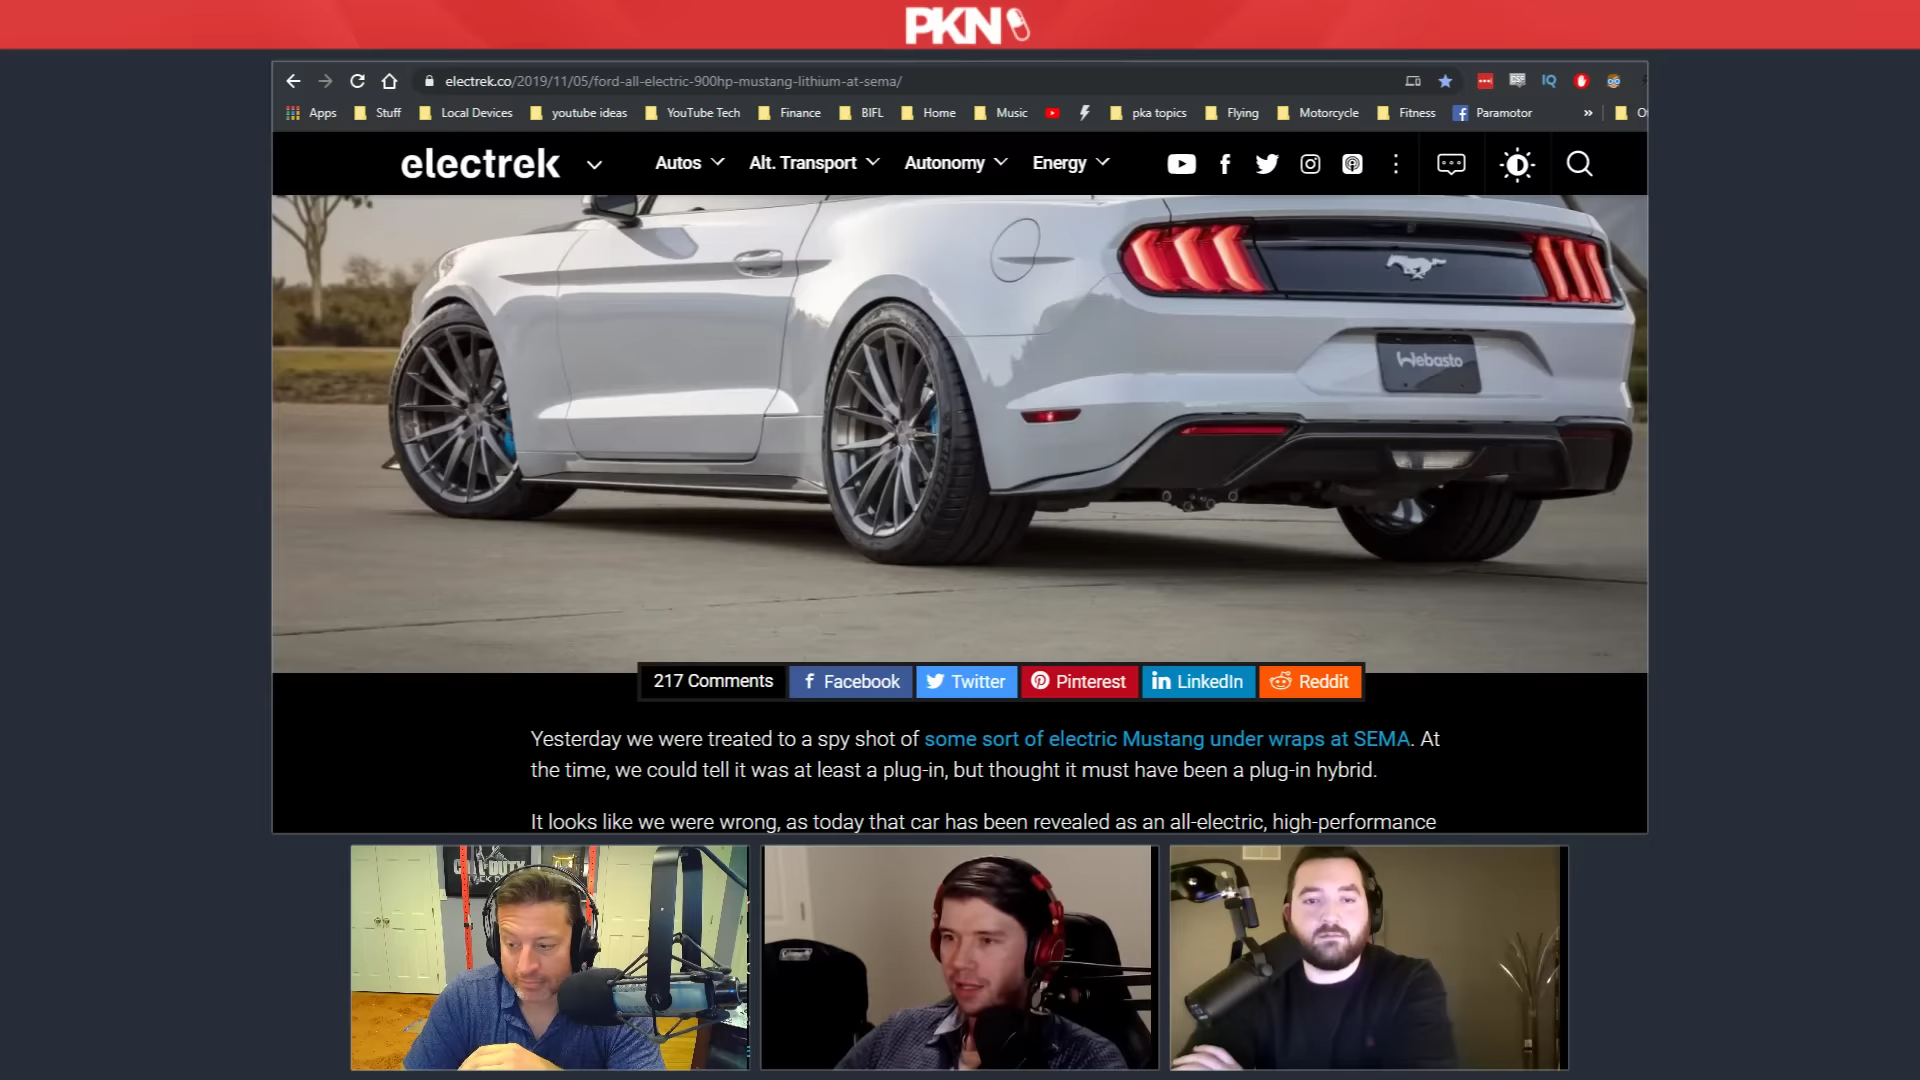 PKN
electrek.co/2019/11/05/ford-all-electric-900hp-mustang-lithium-at-sema/
CSF IQ
Apps Stuff Local Devices youtube ideas YouTube Tech Finance BIFL Home Music pka topics Flying Motorcycle Fitness Paramotor »
electrek Autos Alt. Transport Autonomy Energy
Webasto
217 Comments Facebook Twitter Pinterest LinkedIn Reddit
Yesterday we were treated to a spy shot of some sort of electric Mustang under wraps at SEMA. At
the time, we could tell it was at least a plug-in, but thought it must have been a plug-in hybrid.
It looks like we were wrong, as today that car has been revealed as an all-electric, high-performance
CALL OF DUTY